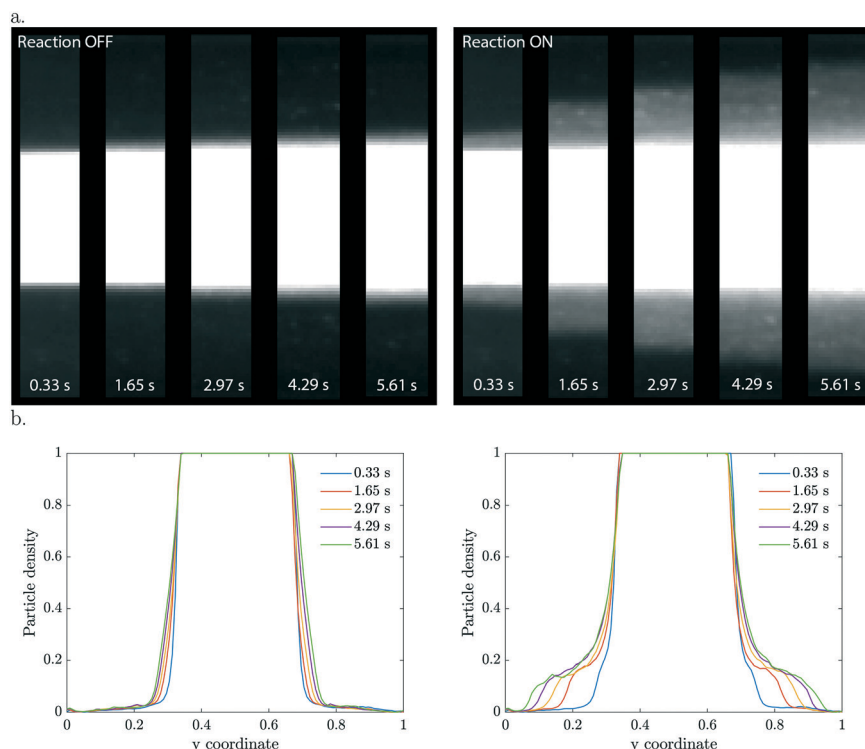 a.
Reaction OFF
Reaction ON
0.33 s 1.65 s 2.97 s 4.29 s 5.61 s
0.33 s 1.65 s 2.97 s 4.29 s 5.61 s
b.
Particle density
1
0.8
0.6
0.4
0.2
0
0 0.2 0.4 0.6 0.8 1
y coordinate
0.33 s
1.65 s
2.97 s
4.29 s
5.61 s
Particle density
1
0.8
0.6
0.4
0.2
0
0 0.2 0.4 0.6 0.8 1
y coordinate
0.33 s
1.65 s
2.97 s
4.29 s
5.61 s